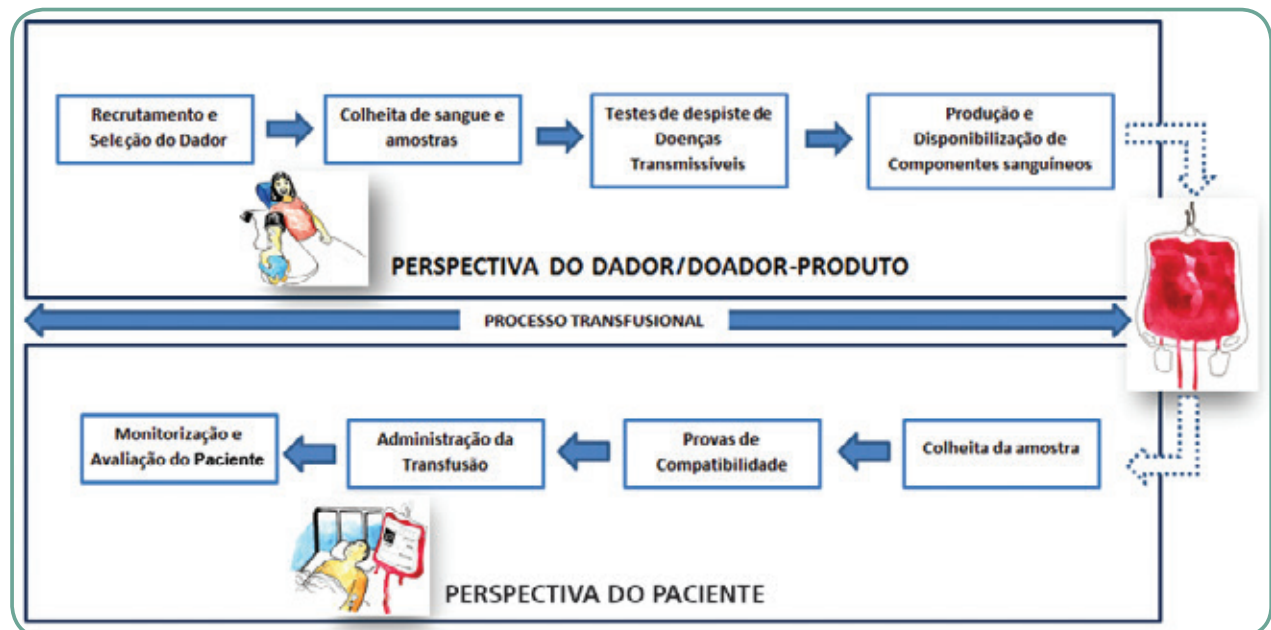 Recrutamento e
Seleção do Dador
Colheita de sangue e
amostras
Testes de despiste de
Doenças
Transmissíveis
Produção e
Disponibilização de
Componentes sanguíneos
PERSPECTIVA DO DADOR/DOADOR-PRODUTO
PROCESSO TRANSFUSIONAL
Monitorização e
Avaliação do Paciente
Administração da
Transfusão
Provas de
Compatibilidade
Colheita da amostra
PERSPECTIVA DO PACIENTE